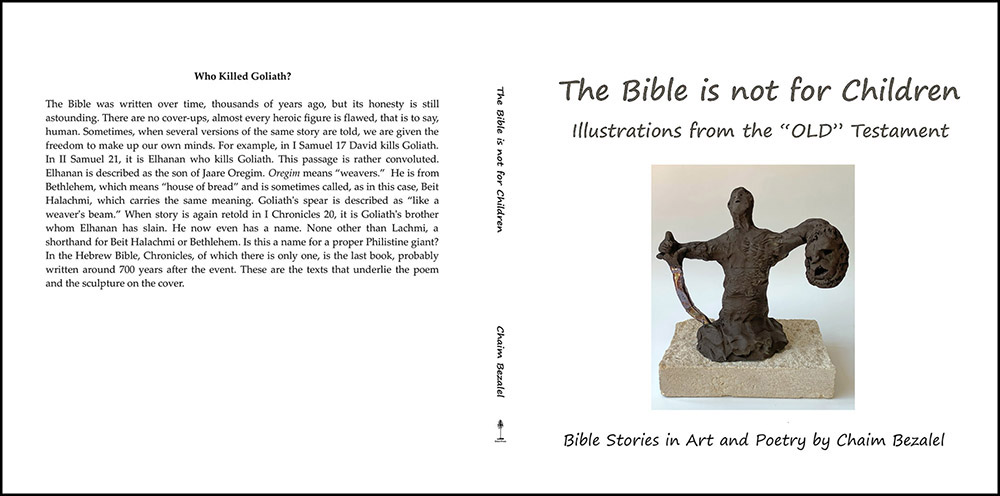 Who Killed Goliath?
The Bible was written over time, thousands of years ago, but its honesty is still
astounding. There are no cover-ups, almost every heroic figure is flawed, that is to say,
human. Sometimes, when several versions of the same story are told, we are given the
freedom to make up our own minds. For example, in I Samuel 17 David kills Goliath.
In II Samuel 21, it is Elhanan who kills Goliath. This passage is rather convoluted.
Elhanan is described as the son of Jaare Oregim. Oregim means “weavers.” He is from
Bethlehem, which means “house of bread” and is sometimes called, as in this case, Beit
Halachmi, which carries the same meaning. Goliath's spear is described as “like a
weaver's beam.” When story is again retold in I Chronicles 20, it is Goliath's brother
whom Elhanan has slain. He now even has a name. None other than Lachmi, a
shorthand for Beit Halachmi or Bethlehem. Is this a name for a proper Philistine giant?
In the Hebrew Bible, Chronicles, of which there is only one, is the last book, probably
written around 700 years after the event. These are the texts that underlie the poem
and the sculpture on the cover.
The Bible is not for Children
Chaim Bezalel
The Bible is not for Children
Illustrations from the “OLD” Testament
Bible Stories in Art and Poetry by Chaim Bezalel